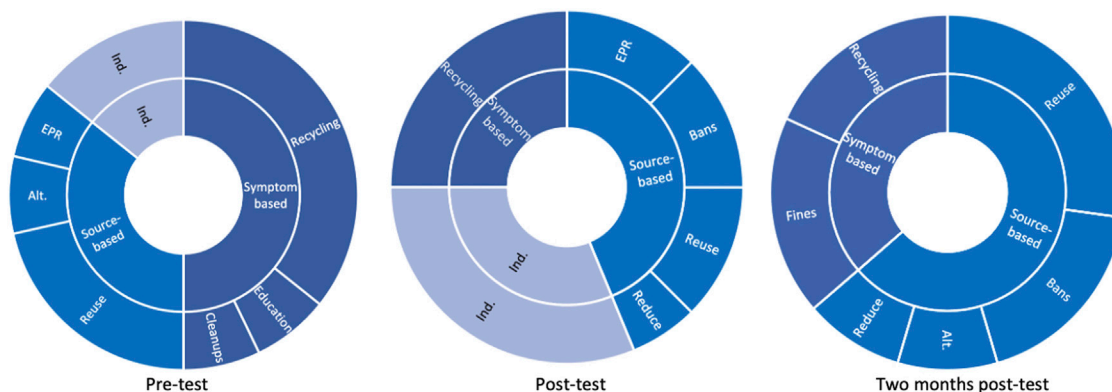 Ind.
Ind.
EPR
Alt.
Source-
based
Reuse
Recycling
Symptom
based
Education
Cleanups
Pre-test
Recycling
Symptom
based
EPR
Bans
Source-
based
Reuse
Reduce
Ind.
Ind.
Post-test
Recycling
Symptom
based
Fines
Reuse
Source-
based
Bans
Alt.
Reduce
Two months post-test